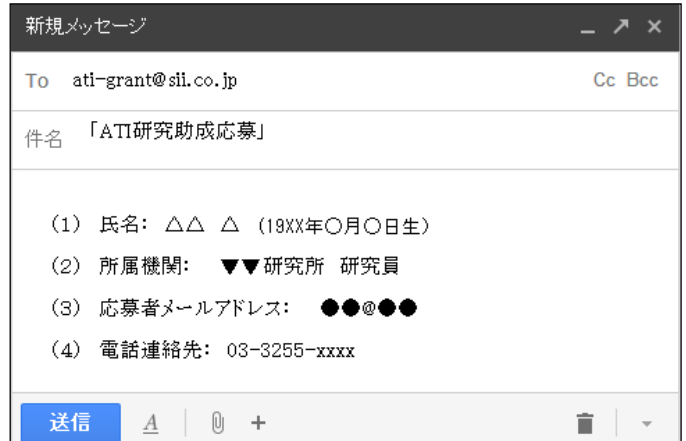 新規メッセージ
To ati-grant@sii.co.jp Cc Bcc
件名 「ATI研究助成応募」
(1) 氏名: △△ △ (19XX年〇月〇日生)
(2) 所属機関: ▼▼研究所 研究員
(3) 応募者メールアドレス: ●●@●●
(4) 電話連絡先: 03-3255-xxxx
送信 A